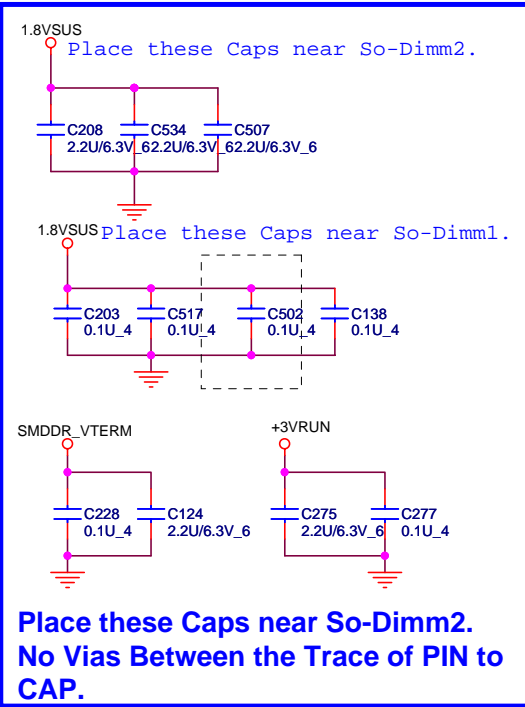 1.8VSUS
Place these Caps near So-Dimm2.
C208 C534 C507
2.2U/6.3V_6 2.2U/6.3V_6 2.2U/6.3V_6
1.8VSUS
Place these Caps near So-Dimm1.
C203 C517 C502 C138
0.1U_4 0.1U_4 0.1U_4 0.1U_4
SMDDR_VTERM +3VRUN
C228 C124 C275 C277
0.1U_4 2.2U/6.3V_6 2.2U/6.3V_6 0.1U_4
Place these Caps near So-Dimm2.
No Vias Between the Trace of PIN to
CAP.